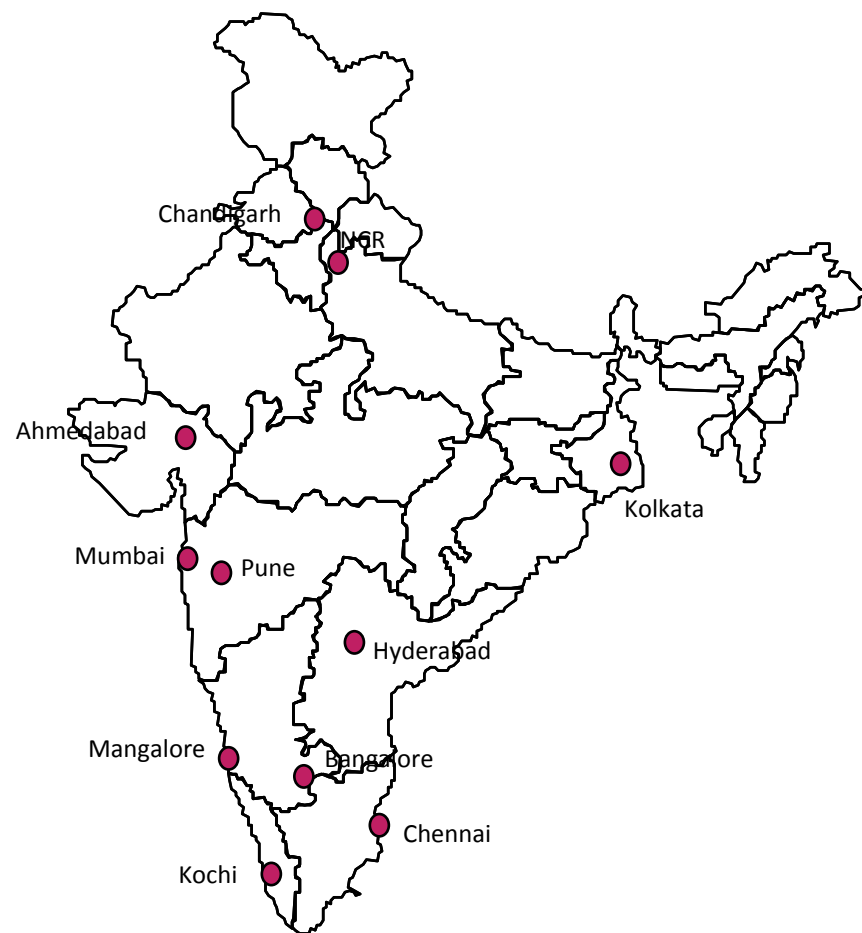 Chandigarh
NCR
Ahmedabad
Kolkata
Mumbai
Pune
Hyderabad
Mangalore
Bangalore
Chennai
Kochi